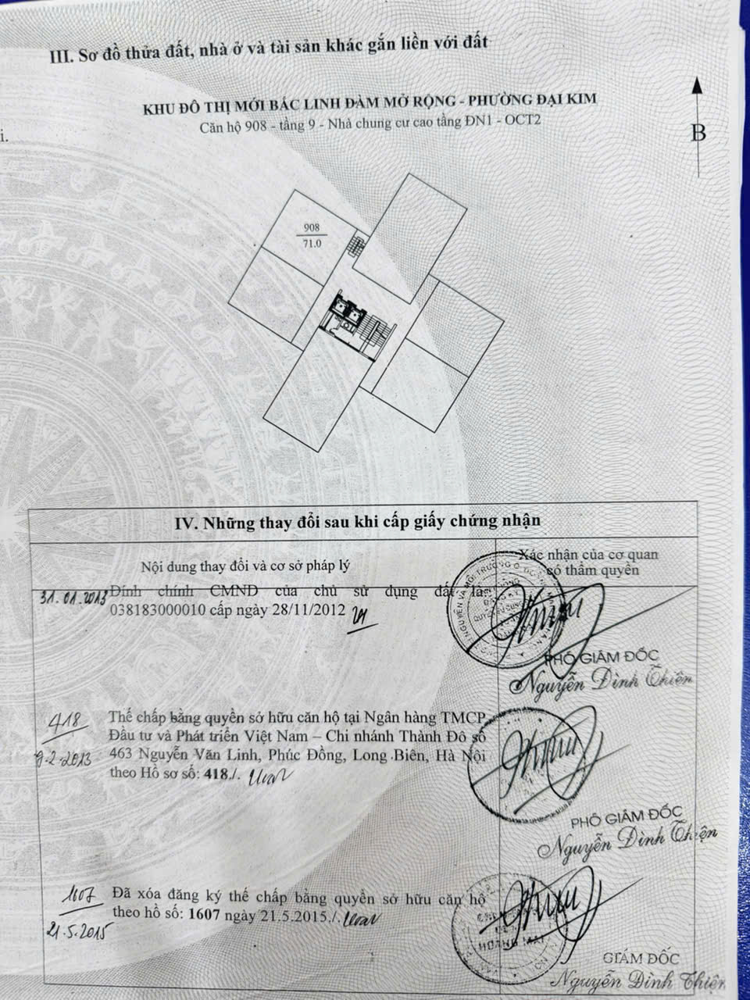 III. Sơ đồ thửa đất, nhà ở và tài sản khác gắn liền với đất
KHU ĐÔ THỊ MỚI BẮC LINH ĐÀM MỞ RỘNG - PHƯỜNG ĐẠI KIM
Căn hộ 908 - tầng 9 - Nhà chung cư cao tầng ĐN1 - OCT2
i.
B
908
71.0
IV. Những thay đổi sau khi cấp giấy chứng nhận
Nội dung thay đổi và cơ sở pháp lý
Xác nhận của cơ quan
có thẩm quyền
31.01.2013
Đính chính CMND của chủ sử dụng đất là:
038183000010 cấp ngày 28/11/2012
PHÓ GIÁM ĐỐC
Nguyễn Đình Thiện
418
9-2-2013
Thế chấp bằng quyền sở hữu căn hộ tại Ngân hàng TMCP
Đầu tư và Phát triển Việt Nam – Chi nhánh Thành Đô số
463 Nguyễn Văn Linh, Phúc Đồng, Long Biên, Hà Nội
theo Hồ sơ số: 418./.
PHÓ GIÁM ĐỐC
Nguyễn Đình Thiện
1607
21.5.2015
Đã xóa đăng ký thế chấp bằng quyền sở hữu căn hộ
theo hồ sơ số: 1607 ngày 21.5.2015./.
HOÀNG MAI
GIÁM ĐỐC
Nguyễn Đình Thiện